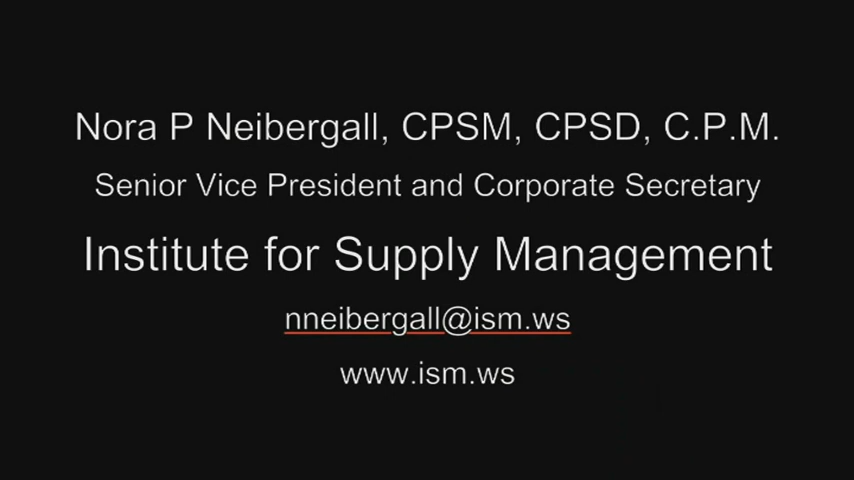 Nora P Neibergall, CPSM, CPSD, C.P.M.
Senior Vice President and Corporate Secretary
Institute for Supply Management
nneibergall@ism.ws
www.ism.ws